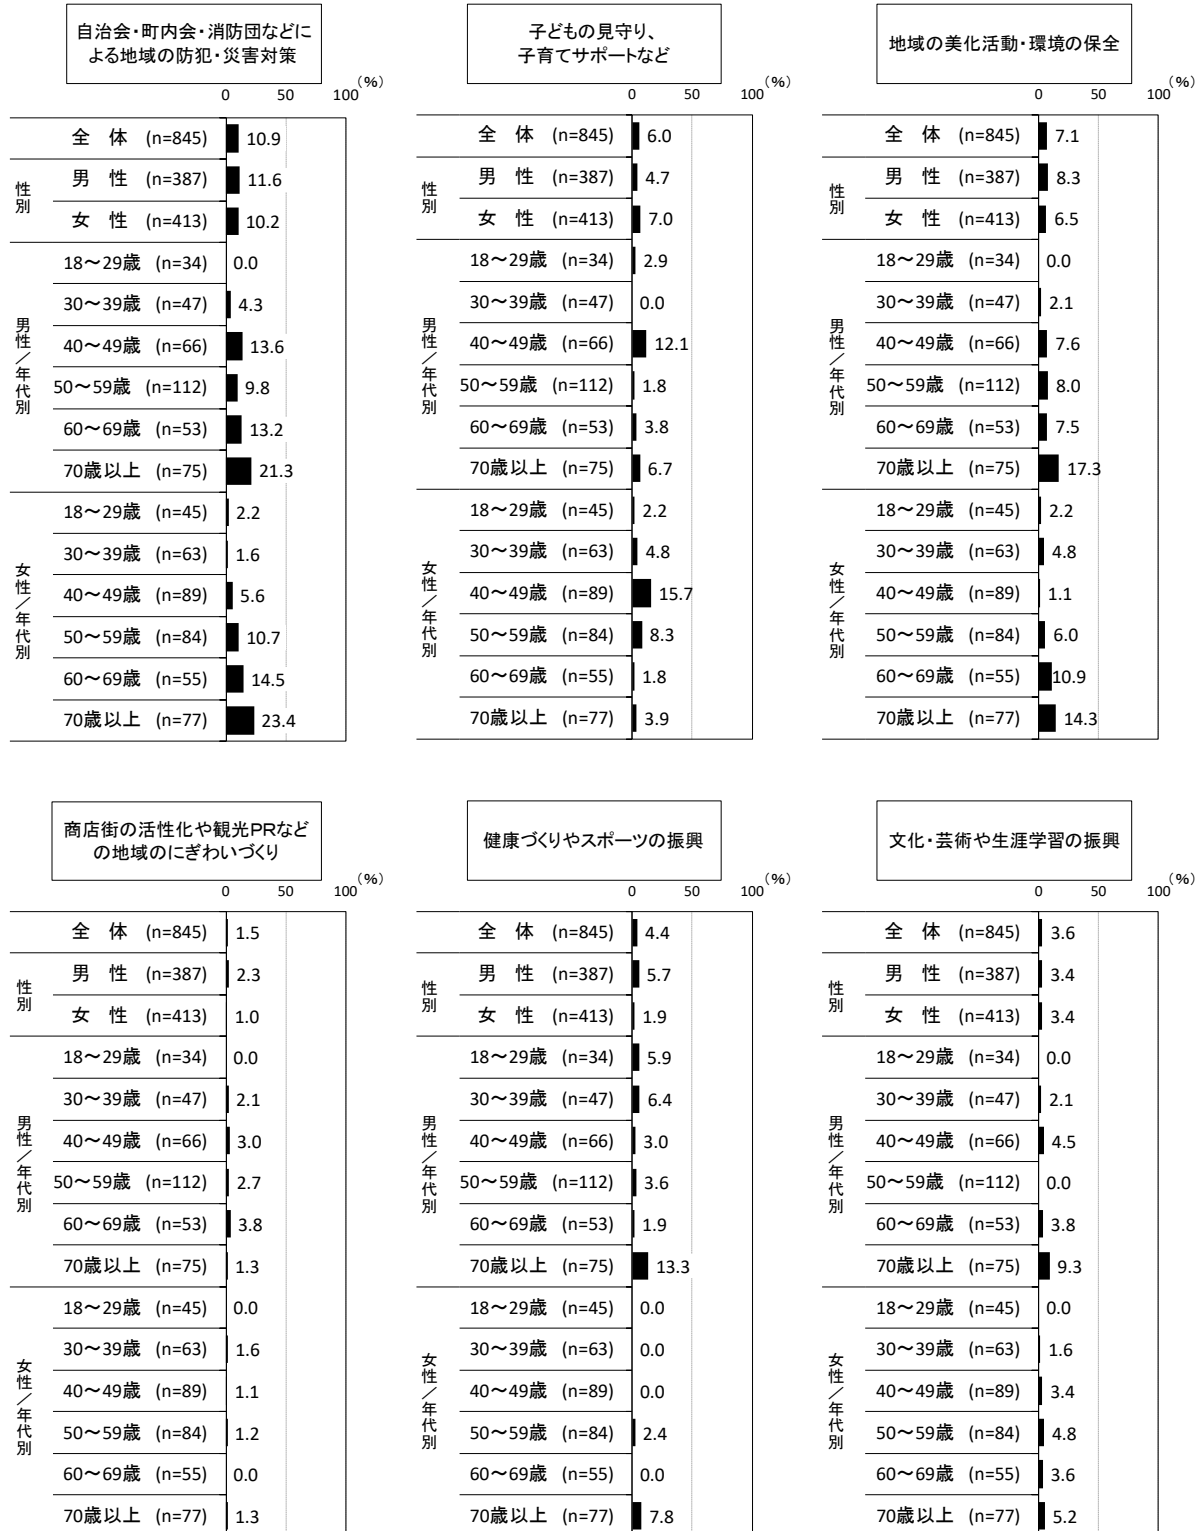 自治会・町内会・消防団などに
よる地域の防犯・災害対策
0 50 100 (%)
全 体 (n=845) 10.9
性別
男 性 (n=387) 11.6
女 性 (n=413) 10.2
男性/年代別
18～29歳 (n=34) 0.0
30～39歳 (n=47) 4.3
40～49歳 (n=66) 13.6
50～59歳 (n=112) 9.8
60～69歳 (n=53) 13.2
70歳以上 (n=75) 21.3
女性/年代別
18～29歳 (n=45) 2.2
30～39歳 (n=63) 1.6
40～49歳 (n=89) 5.6
50～59歳 (n=84) 10.7
60～69歳 (n=55) 14.5
70歳以上 (n=77) 23.4
子どもの見守り、
子育てサポートなど
0 50 100 (%)
全 体 (n=845) 6.0
性別
男 性 (n=387) 4.7
女 性 (n=413) 7.0
男性/年代別
18～29歳 (n=34) 2.9
30～39歳 (n=47) 0.0
40～49歳 (n=66) 12.1
50～59歳 (n=112) 1.8
60～69歳 (n=53) 3.8
70歳以上 (n=75) 6.7
女性/年代別
18～29歳 (n=45) 2.2
30～39歳 (n=63) 4.8
40～49歳 (n=89) 15.7
50～59歳 (n=84) 8.3
60～69歳 (n=55) 1.8
70歳以上 (n=77) 3.9
地域の美化活動・環境の保全
0 50 100 (%)
全 体 (n=845) 7.1
性別
男 性 (n=387) 8.3
女 性 (n=413) 6.5
男性/年代別
18～29歳 (n=34) 0.0
30～39歳 (n=47) 2.1
40～49歳 (n=66) 7.6
50～59歳 (n=112) 8.0
60～69歳 (n=53) 7.5
70歳以上 (n=75) 17.3
女性/年代別
18～29歳 (n=45) 2.2
30～39歳 (n=63) 4.8
40～49歳 (n=89) 1.1
50～59歳 (n=84) 6.0
60～69歳 (n=55) 10.9
70歳以上 (n=77) 14.3
商店街の活性化や観光PRなど
の地域のにぎわいづくり
0 50 100 (%)
全 体 (n=845) 1.5
性別
男 性 (n=387) 2.3
女 性 (n=413) 1.0
男性/年代別
18～29歳 (n=34) 0.0
30～39歳 (n=47) 2.1
40～49歳 (n=66) 3.0
50～59歳 (n=112) 2.7
60～69歳 (n=53) 3.8
70歳以上 (n=75) 1.3
女性/年代別
18～29歳 (n=45) 0.0
30～39歳 (n=63) 1.6
40～49歳 (n=89) 1.1
50～59歳 (n=84) 1.2
60～69歳 (n=55) 0.0
70歳以上 (n=77) 1.3
健康づくりやスポーツの振興
0 50 100 (%)
全 体 (n=845) 4.4
性別
男 性 (n=387) 5.7
女 性 (n=413) 1.9
男性/年代別
18～29歳 (n=34) 5.9
30～39歳 (n=47) 6.4
40～49歳 (n=66) 3.0
50～59歳 (n=112) 3.6
60～69歳 (n=53) 1.9
70歳以上 (n=75) 13.3
女性/年代別
18～29歳 (n=45) 0.0
30～39歳 (n=63) 0.0
40～49歳 (n=89) 0.0
50～59歳 (n=84) 2.4
60～69歳 (n=55) 0.0
70歳以上 (n=77) 7.8
文化・芸術や生涯学習の振興
0 50 100 (%)
全 体 (n=845) 3.6
性別
男 性 (n=387) 3.4
女 性 (n=413) 3.4
男性/年代別
18～29歳 (n=34) 0.0
30～39歳 (n=47) 2.1
40～49歳 (n=66) 4.5
50～59歳 (n=112) 0.0
60～69歳 (n=53) 3.8
70歳以上 (n=75) 9.3
女性/年代別
18～29歳 (n=45) 0.0
30～39歳 (n=63) 1.6
40～49歳 (n=89) 3.4
50～59歳 (n=84) 4.8
60～69歳 (n=55) 3.6
70歳以上 (n=77) 5.2